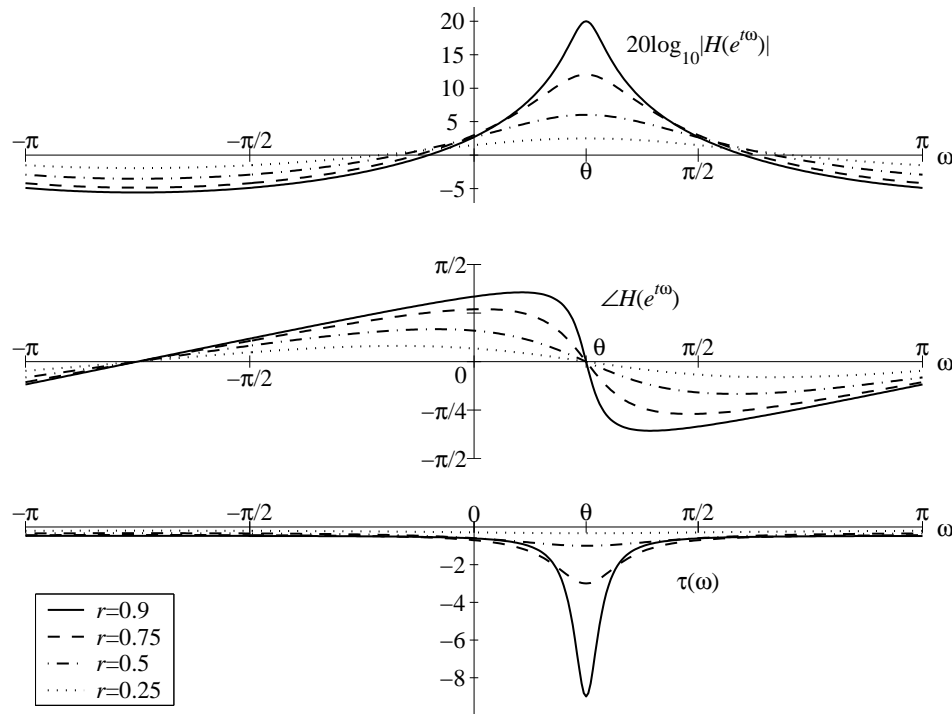 20
20log₁₀|H(e^{ιω})|
15
10
5
−π −π/2 π ω
θ π/2
−5
π/2
∠H(e^{ιω})
−π θ π/2 π ω
−π/2 0
−π/4
−π/2
−π −π/2 0 θ π/2 π ω
−2
τ(ω)
−4
−6
−8
r=0.9
r=0.75
r=0.5
r=0.25